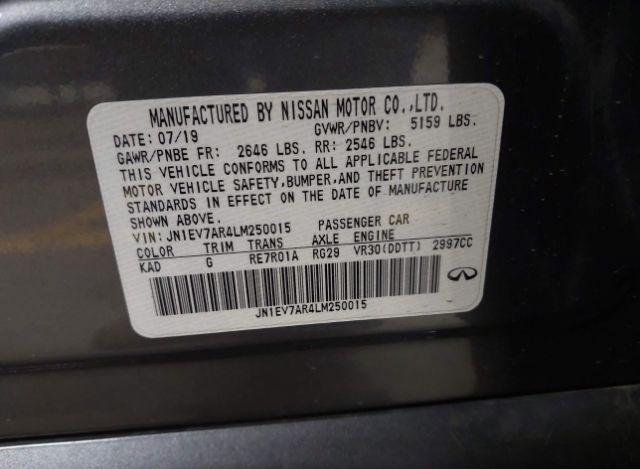 MANUFACTURED BY NISSAN MOTOR CO.,LTD.
DATE: 07/19 GVWR/PNBV: 5159 LBS.
GAWR/PNBE FR: 2646 LBS. RR: 2546 LBS.
THIS VEHICLE CONFORMS TO ALL APPLICABLE FEDERAL
MOTOR VEHICLE SAFETY,BUMPER,AND THEFT PREVENTION
STANDARDS IN EFFECT ON THE DATE OF MANUFACTURE
SHOWN ABOVE.
VIN: JN1EV7AR4LM250015 PASSENGER CAR
COLOR TRIM TRANS AXLE ENGINE
KAD G RE7R01A RG29 VR30(DDTT) 2997CC
JN1EV7AR4LM250015